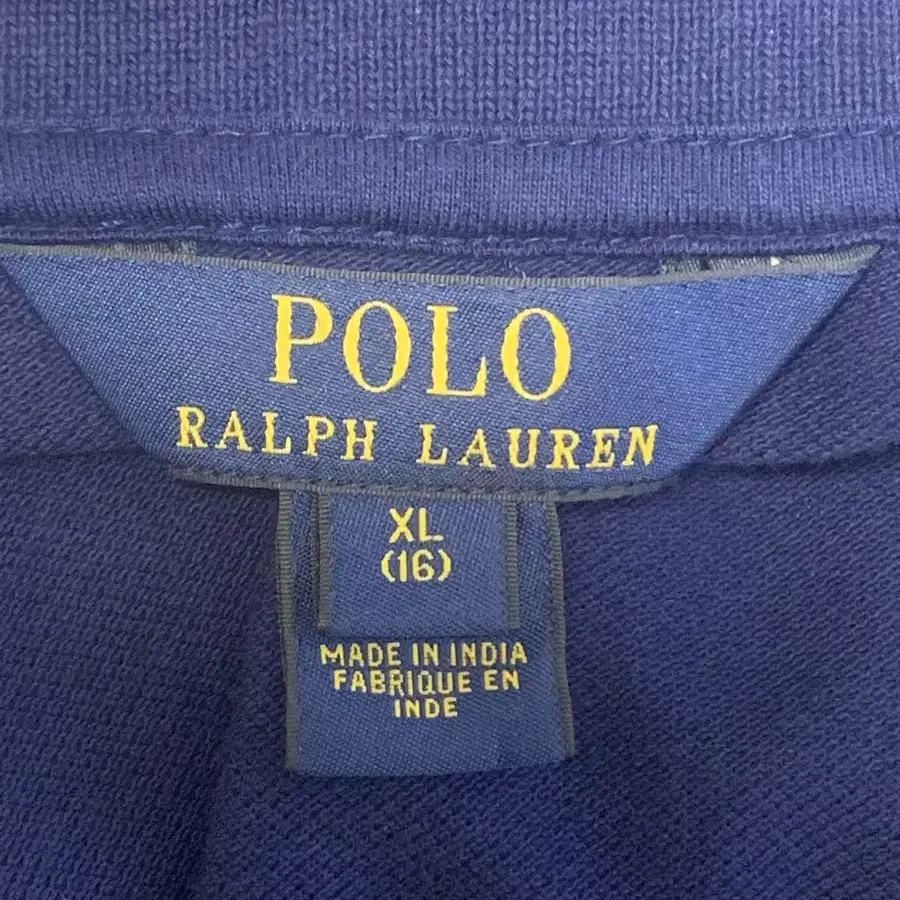 POLO
RALPH LAUREN
XL
(16)
MADE IN INDIA
FABRIQUE EN
INDE